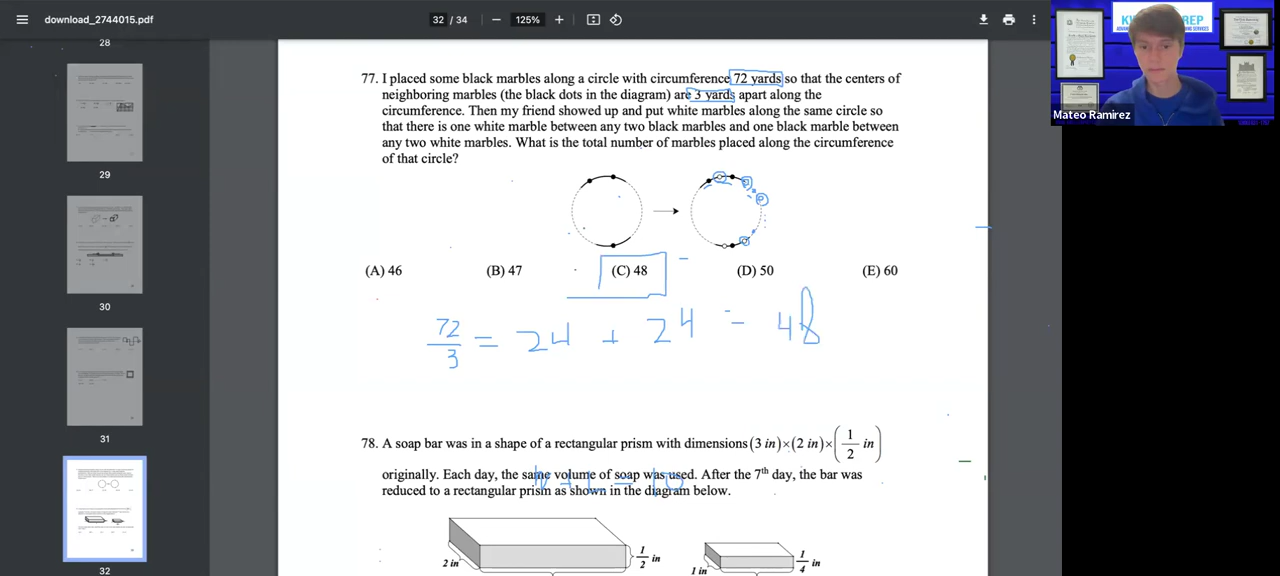 download_2744015.pdf
32 / 34
125%
28
29
30
31
32
77. I placed some black marbles along a circle with circumference 72 yards so that the centers of
neighboring marbles (the black dots in the diagram) are 3 yards apart along the
circumference. Then my friend showed up and put white marbles along the same circle so
that there is one white marble between any two black marbles and one black marble between
any two white marbles. What is the total number of marbles placed along the circumference
of that circle?
(A) 46 (B) 47 (C) 48 (D) 50 (E) 60
72/3 = 24 + 24 = 48
78. A soap bar was in a shape of a rectangular prism with dimensions (3 in)×(2 in)×(1/2 in)
originally. Each day, the same volume of soap was used. After the 7th day, the bar was
reduced to a rectangular prism as shown in the diagram below.
2 in
1/2 in
1 in
1/4 in
Mateo Ramirez